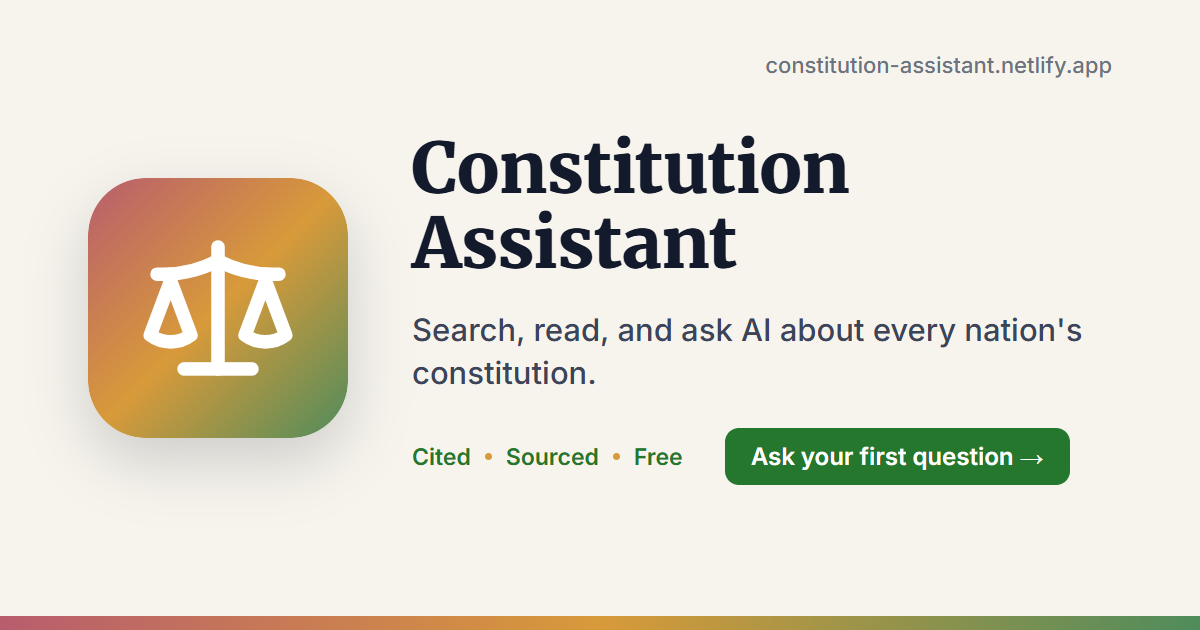 constitution-assistant.netlify.app
Constitution
Assistant
Search, read, and ask AI about every nation's
constitution.
Cited • Sourced • Free
Ask your first question →